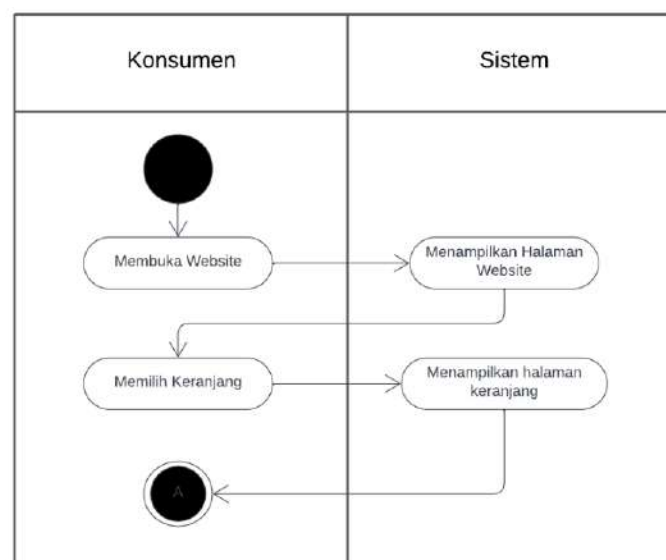 Konsumen
Sistem
Membuka Website
Menampilkan Halaman
Website
Memilih Keranjang
Menampilkan halaman
keranjang
A